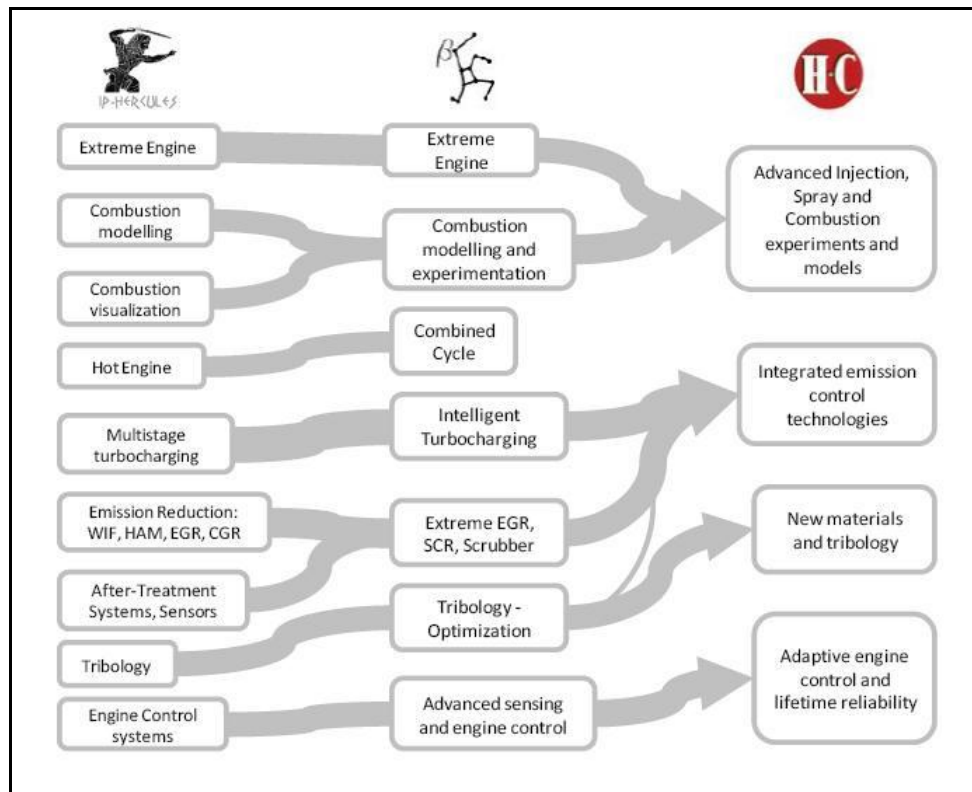 IP-HERCULES
β
H·C
Extreme Engine
Combustion
modelling
Combustion
visualization
Hot Engine
Multistage
turbocharging
Emission Reduction:
WIF, HAM, EGR, CGR
After-Treatment
Systems, Sensors
Tribology
Engine Control
systems
Extreme
Engine
Combustion
modelling and
experimentation
Combined
Cycle
Intelligent
Turbocharging
Extreme EGR,
SCR, Scrubber
Tribology -
Optimization
Advanced sensing
and engine control
Advanced Injection,
Spray and
Combustion
experiments and
models
Integrated emission
control
technologies
New materials
and tribology
Adaptive engine
control and
lifetime reliability